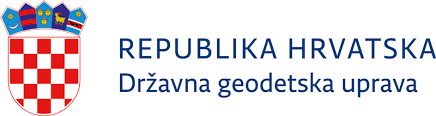 REPUBLIKA HRVATSKA
Državna geodetska uprava